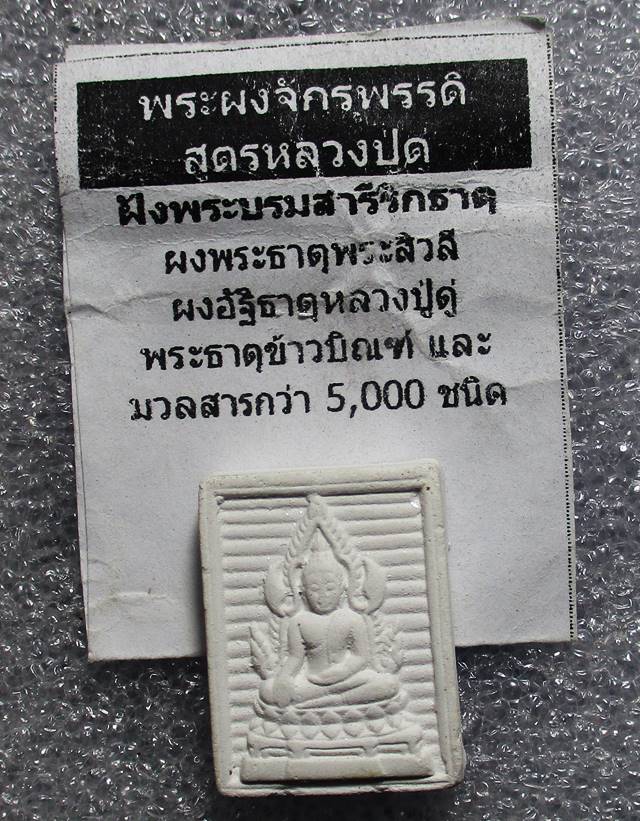 พระผงจักรพรรดิ
สูตรหลวงปู่ดู่
ฝังพระบรมสารีริกธาตุ
ผงพระธาตุพระสิวลี
ผงอัฐิธาตุหลวงปู่ดู่
พระธาตุข้าวบิณฑ์ และ
มวลสารกว่า 5,000 ชนิด